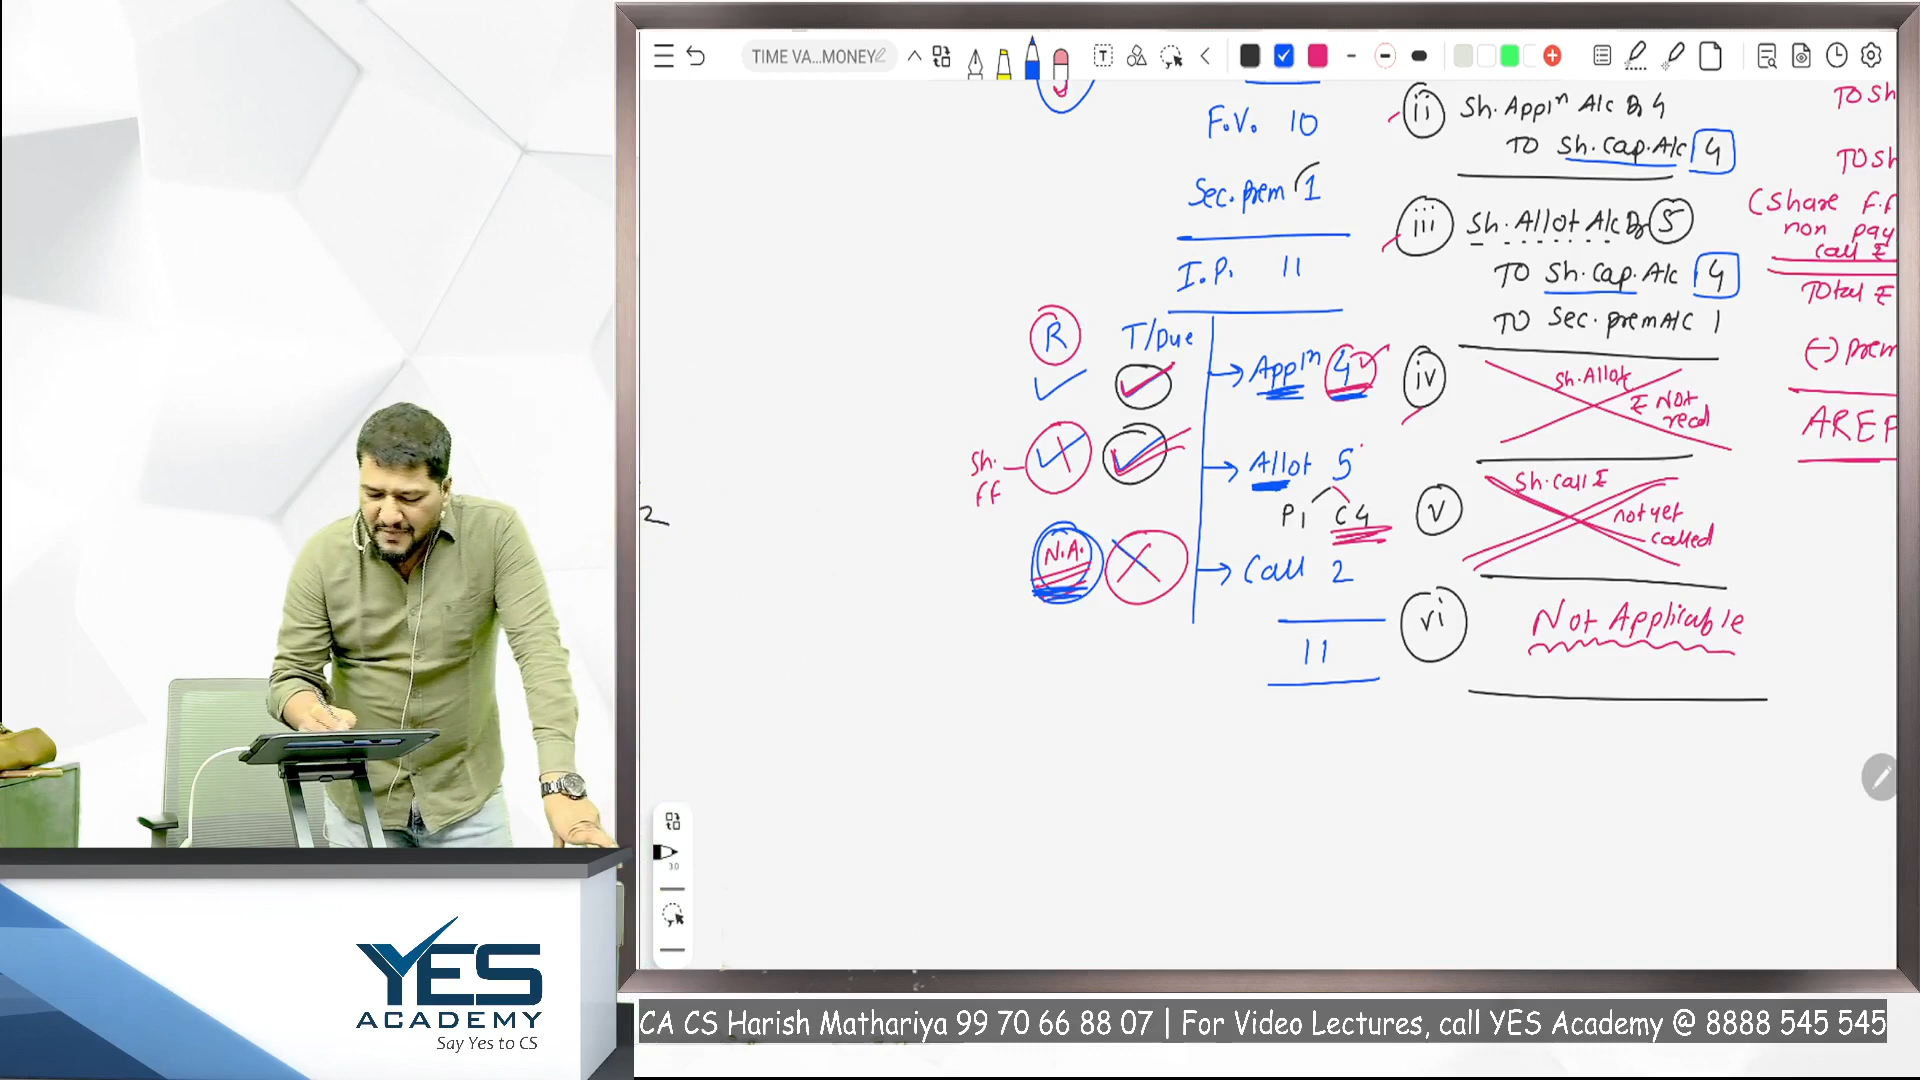 TIME VA...MONEY
F.V. 10
Sec. prem 1
I.P. 11
R T/Due
Appln 4
Sh. ff
Allot 5
P1 C4
N.A.
Call 2
11
2
ii Sh. Appln A/c Dr 4
TO Sh. Cap. A/c 4
iii Sh. Allot A/c Dr 5
TO Sh. Cap. A/c 4
TO Sec. prem A/c 1
iv Sh. Allot
E Not
recd
v Sh. Call E
not yet
called
vi Not Applicable
TO Sh
TO Sh
(Share F.F
non pay
Call E
Total E
(-) prem
30
YES
ACADEMY
Say Yes to CS
CA CS Harish Mathariya 99 70 66 88 07 | For Video Lectures, call YES Academy @ 8888 545 545